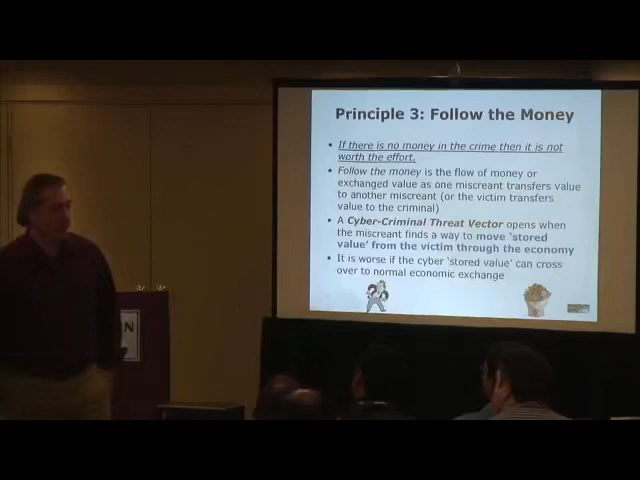 Principle 3: Follow the Money
• If there is no money in the crime then it is not
worth the effort.
• Follow the money is the flow of money or
exchanged value as one miscreant transfers value
to another miscreant (or the victim transfers
value to the criminal)
• A Cyber-Criminal Threat Vector opens when
the miscreant finds a way to move ‘stored
value’ from the victim through the economy
• It is worse if the cyber ‘stored value’ can cross
over to normal economic exchange
N